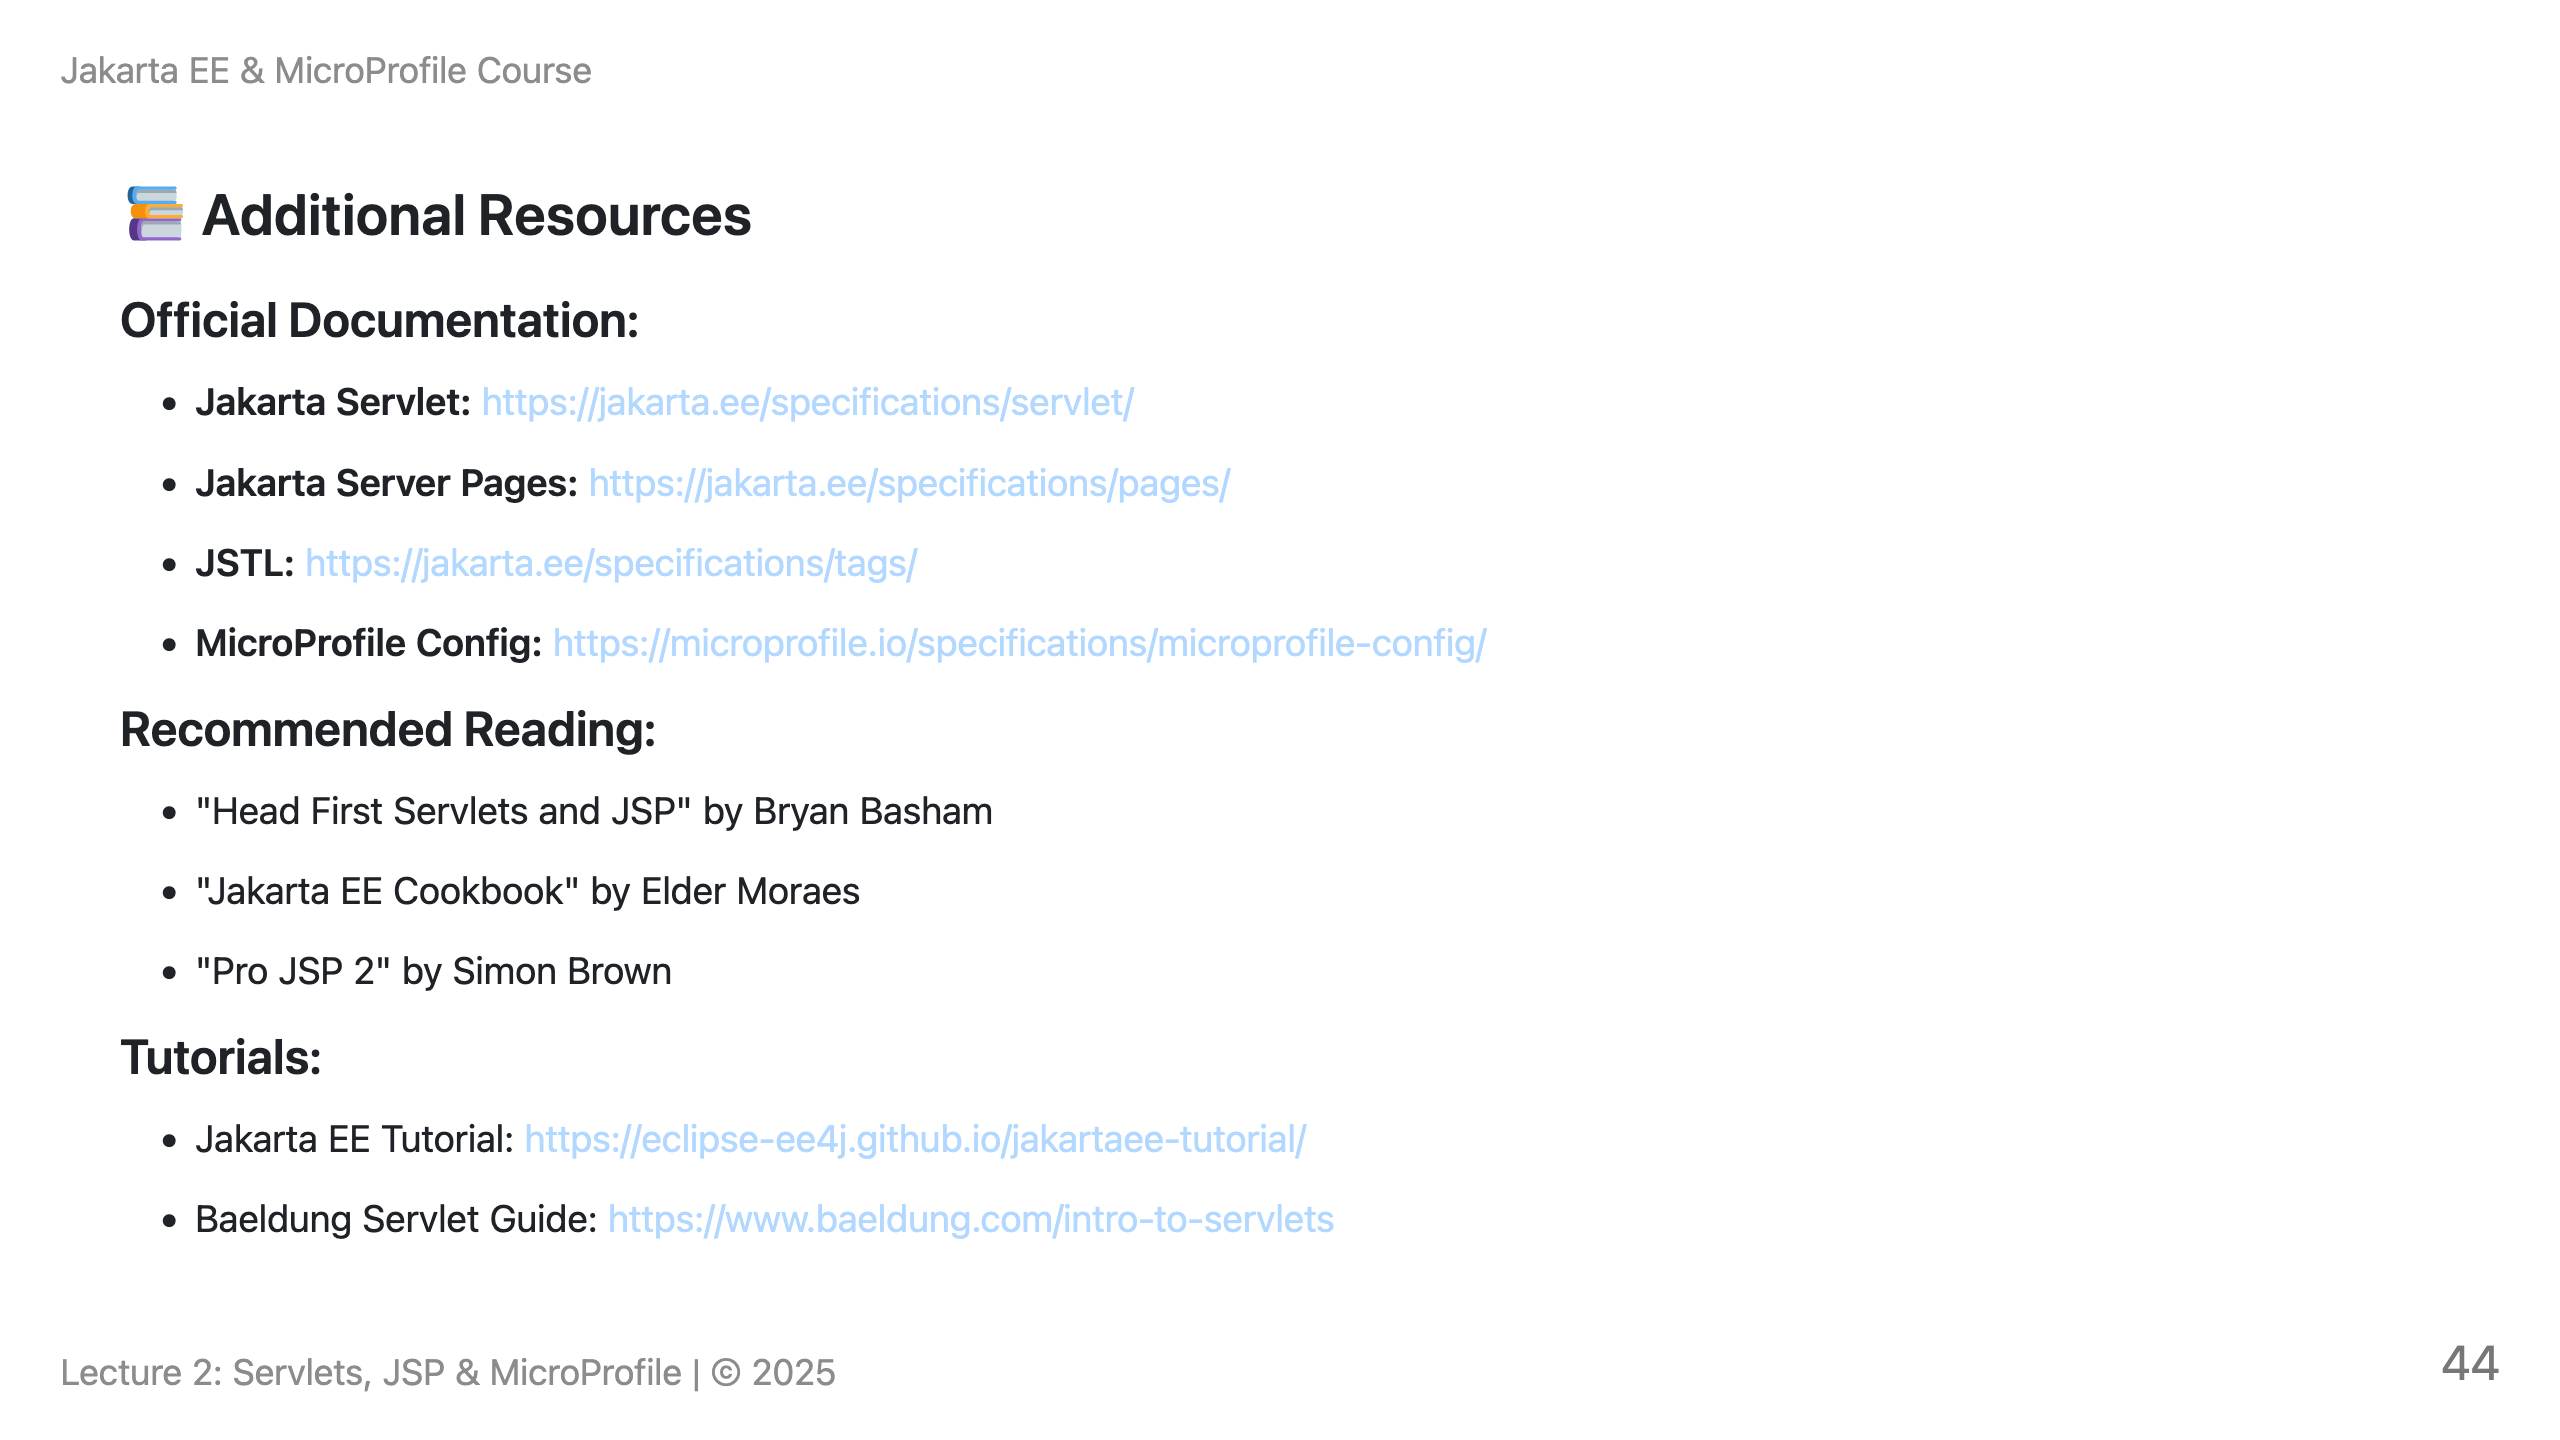 Jakarta EE & MicroProfile Course
📚 Additional Resources
Official Documentation:
• Jakarta Servlet: https://jakarta.ee/specifications/servlet/
• Jakarta Server Pages: https://jakarta.ee/specifications/pages/
• JSTL: https://jakarta.ee/specifications/tags/
• MicroProfile Config: https://microprofile.io/specifications/microprofile-config/
Recommended Reading:
• "Head First Servlets and JSP" by Bryan Basham
• "Jakarta EE Cookbook" by Elder Moraes
• "Pro JSP 2" by Simon Brown
Tutorials:
• Jakarta EE Tutorial: https://eclipse-ee4j.github.io/jakartaee-tutorial/
• Baeldung Servlet Guide: https://www.baeldung.com/intro-to-servlets
Lecture 2: Servlets, JSP & MicroProfile | © 2025
44